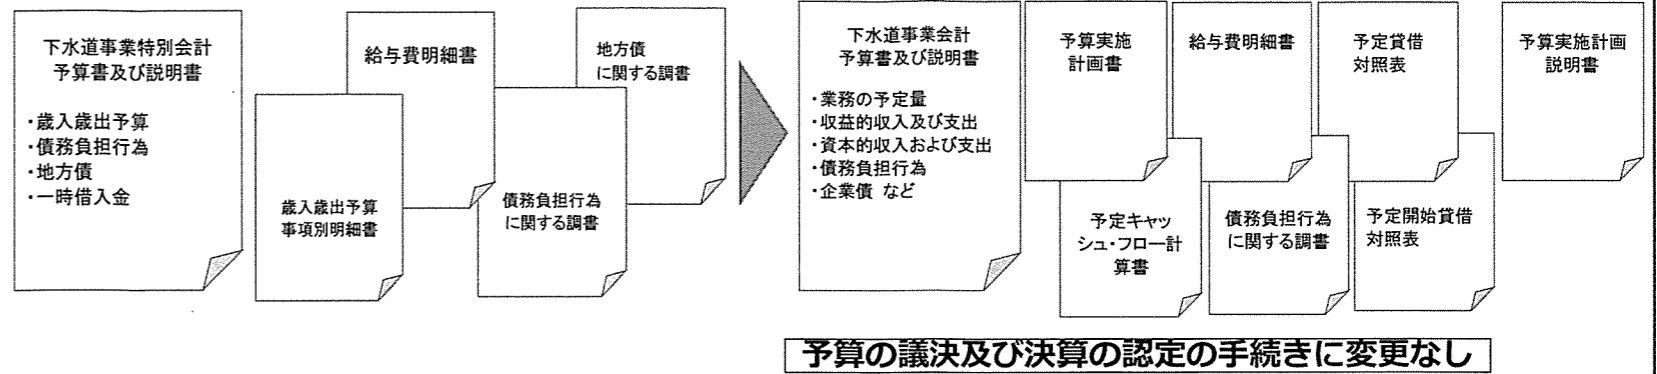 下水道事業特別会計
予算書及び説明書
・歳入歳出予算
・債務負担行為
・地方債
・一時借入金
歳入歳出予算
事項別明細書
給与費明細書
債務負担行為
に関する調書
地方債
に関する調書
下水道事業会計
予算書及び説明書
・業務の予定量
・収益的収入及び支出
・資本的収入および支出
・債務負担行為
・企業債 など
予算実施
計画書
予定キャッ
シュ・フロー計
算書
給与費明細書
債務負担行為
に関する調書
予定貸借
対照表
予定開始貸借
対照表
予算実施計画
説明書
予算の議決及び決算の認定の手続きに変更なし